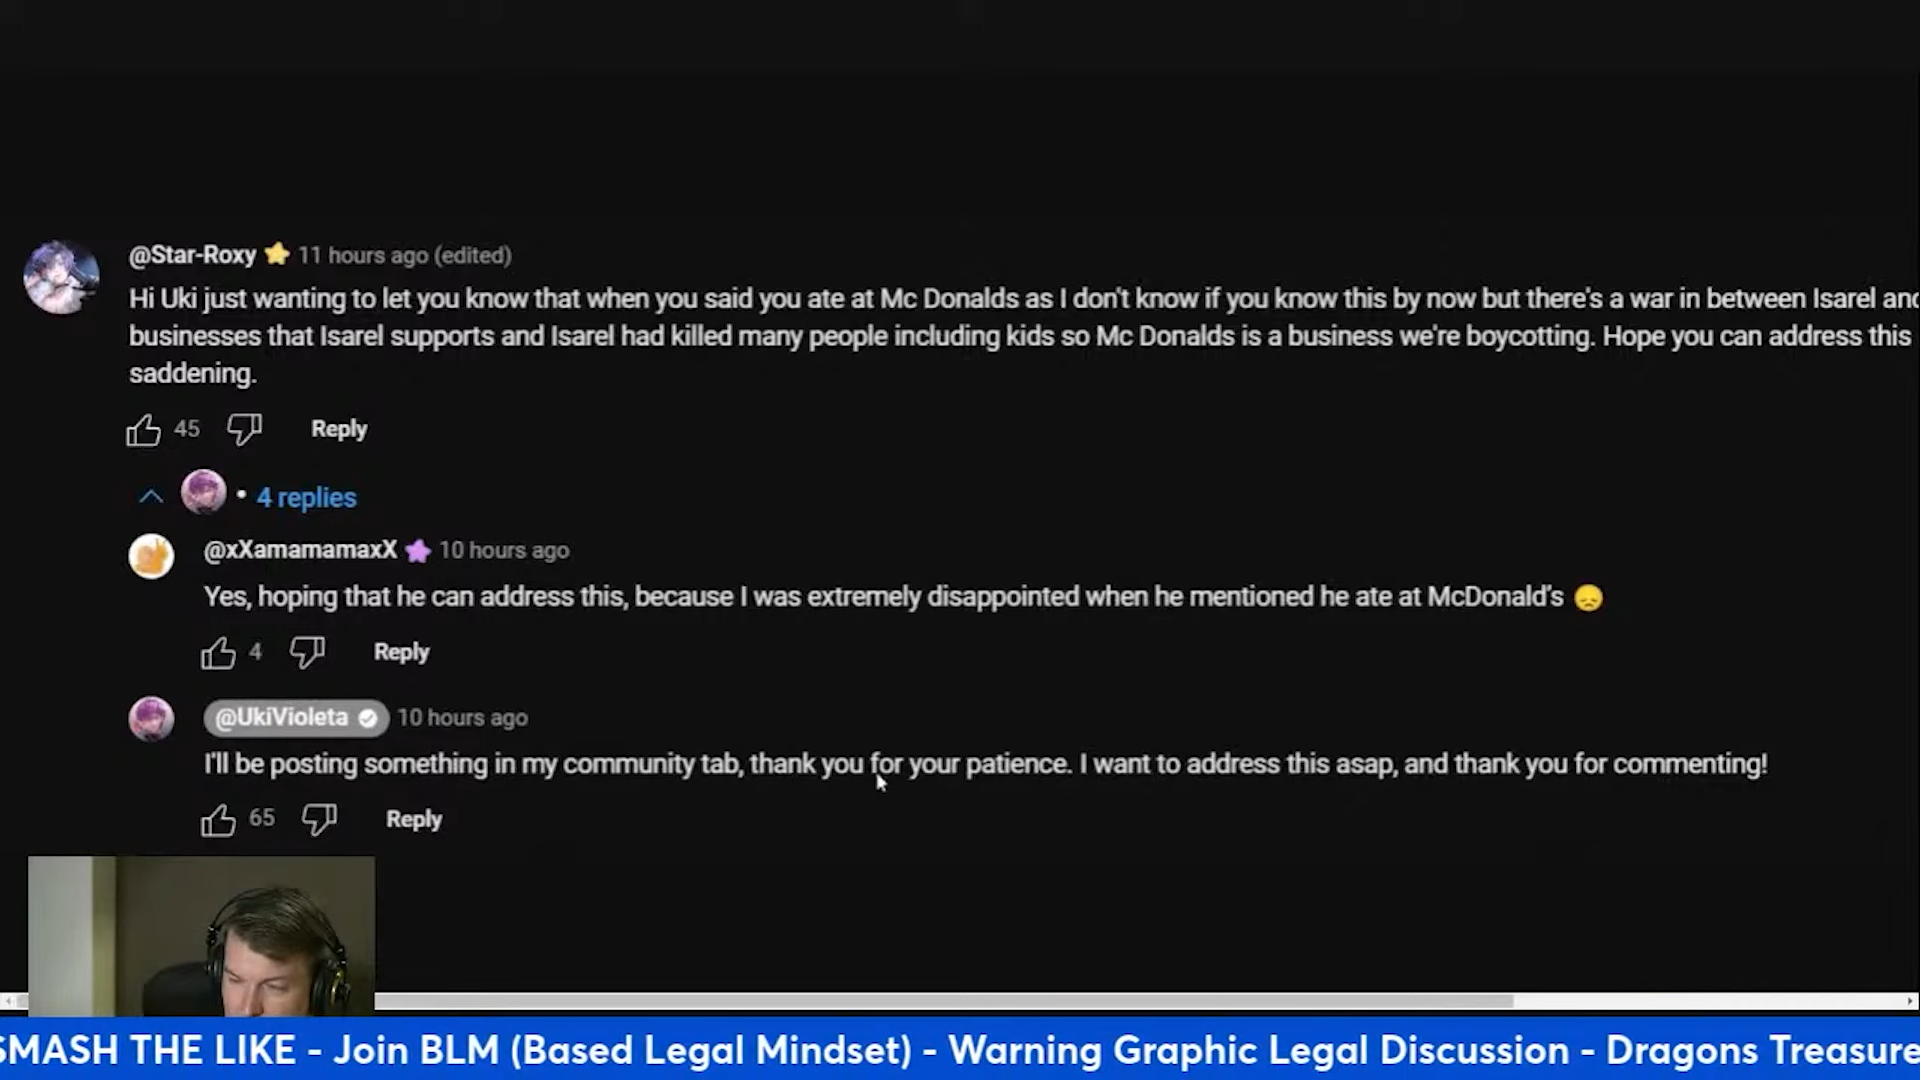 @Star-Roxy 11 hours ago (edited)
Hi Uki just wanting to let you know that when you said you ate at Mc Donalds as I don't know if you know this by now but there's a war in between Isarel and
businesses that Isarel supports and Isarel had killed many people including kids so Mc Donalds is a business we're boycotting. Hope you can address this
saddening.
45 Reply
• 4 replies
@xXamamamaxX 10 hours ago
Yes, hoping that he can address this, because I was extremely disappointed when he mentioned he ate at McDonald's 😞
4 Reply
@UkiVioleta 10 hours ago
I'll be posting something in my community tab, thank you for your patience. I want to address this asap, and thank you for commenting!
65 Reply
SMASH THE LIKE - Join BLM (Based Legal Mindset) - Warning Graphic Legal Discussion - Dragons Treasure